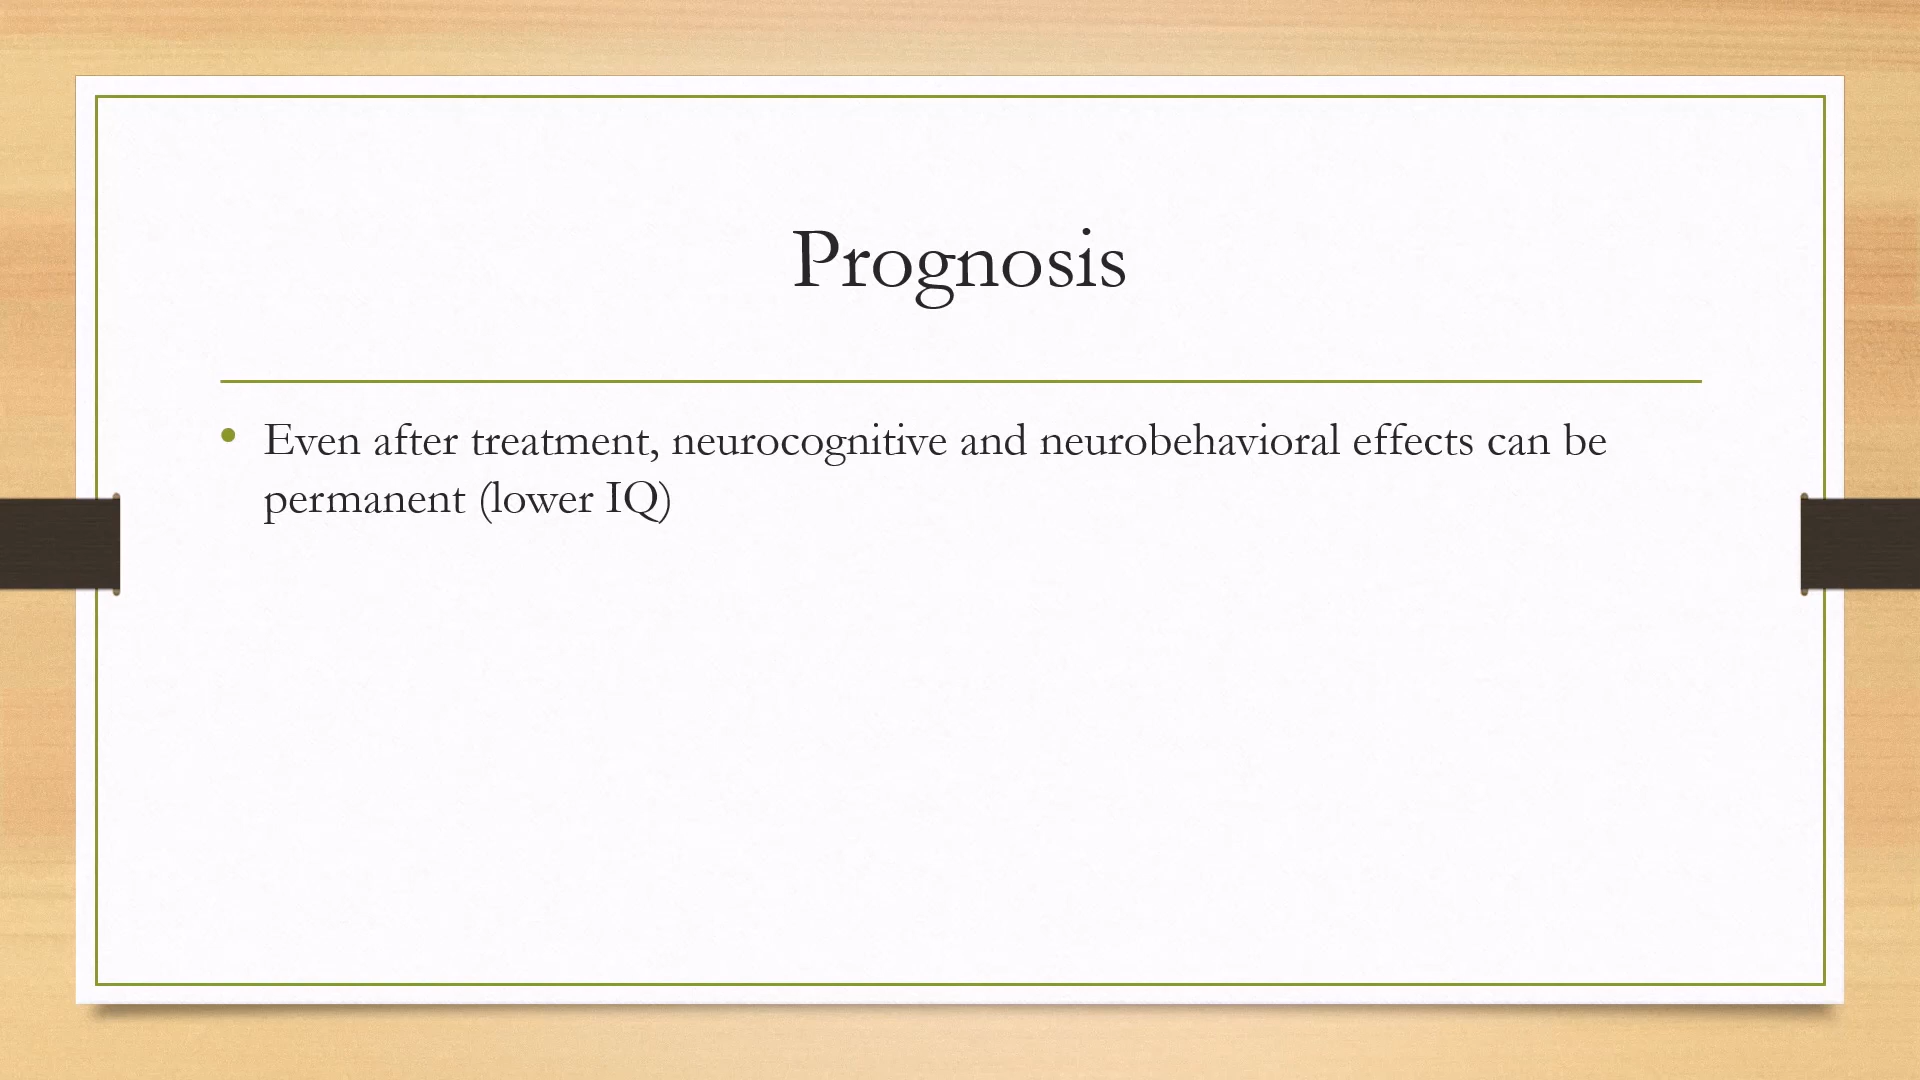 Prognosis
• Even after treatment, neurocognitive and neurobehavioral effects can be
permanent (lower IQ)